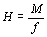 H = M / f